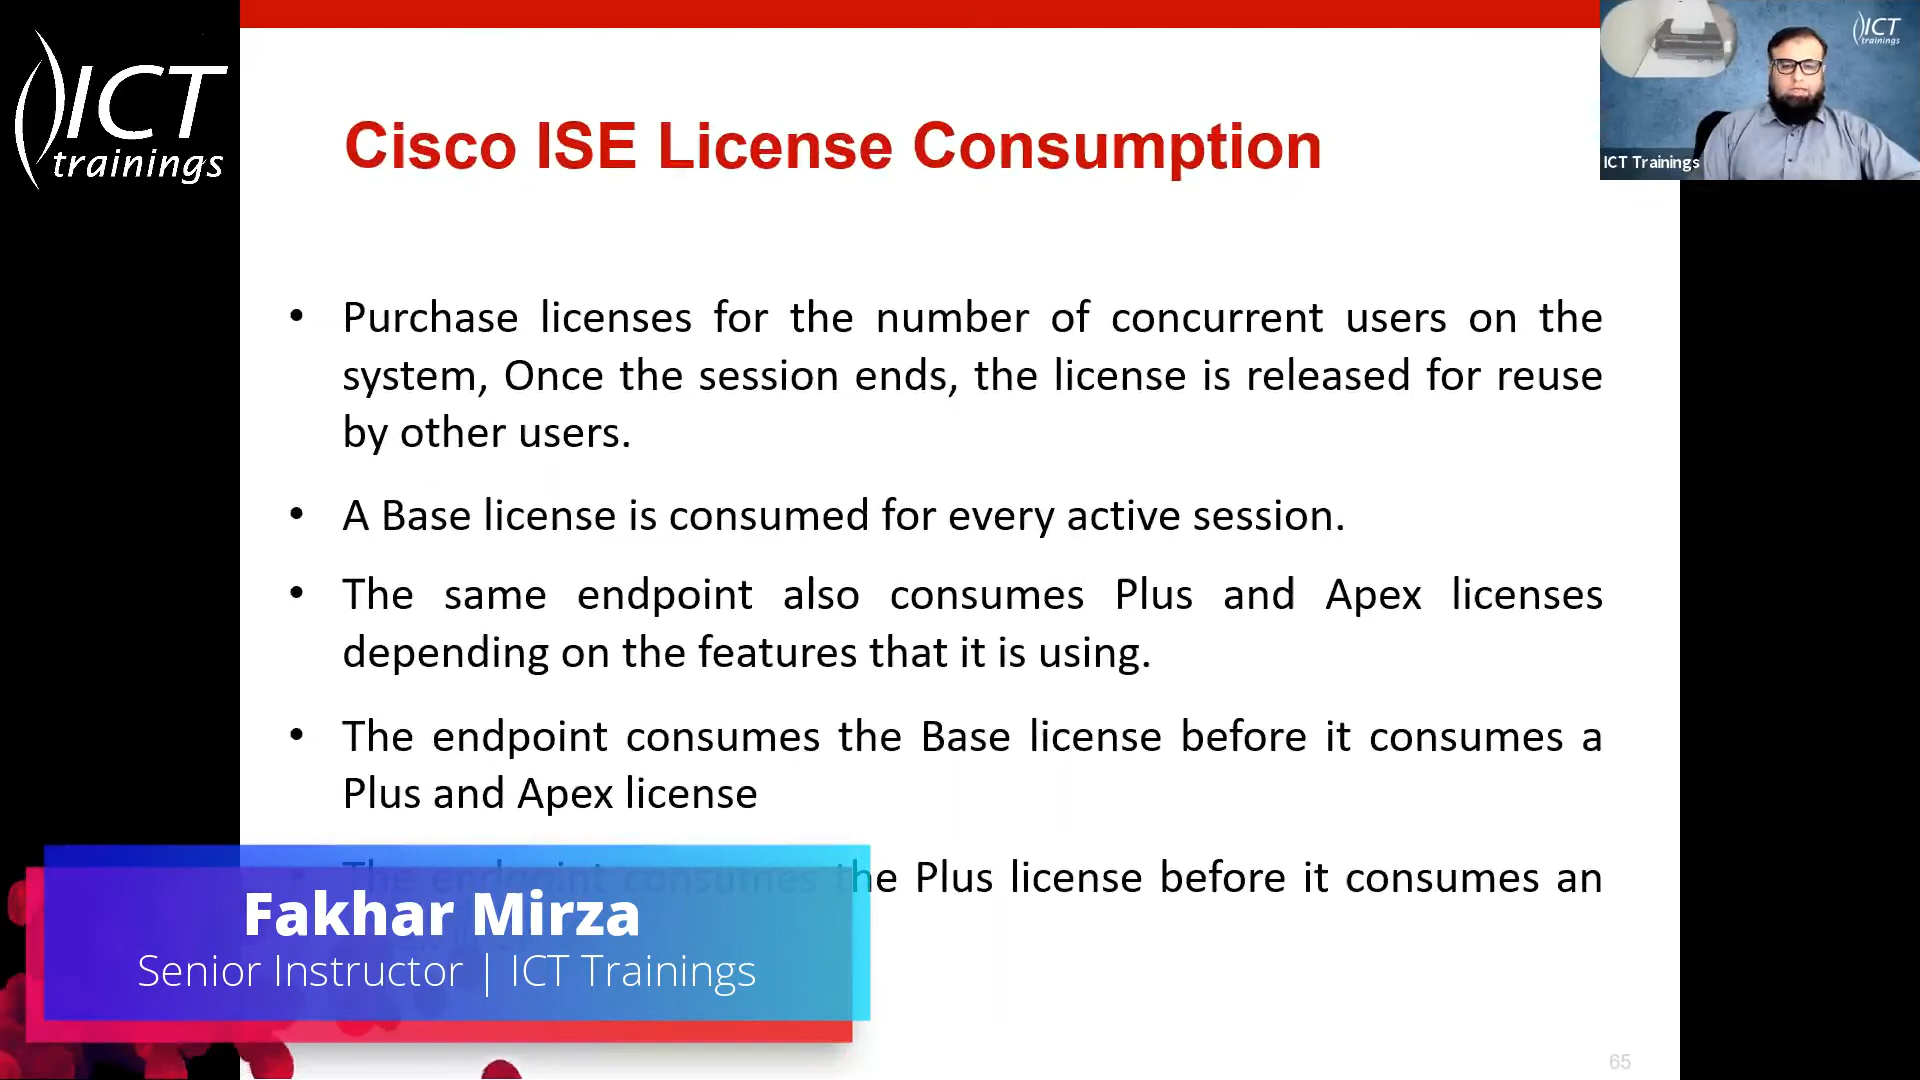 ICT
trainings
Cisco ISE License Consumption
ICT
trainings
ICT Trainings
• Purchase licenses for the number of concurrent users on the
system, Once the session ends, the license is released for reuse
by other users.
• A Base license is consumed for every active session.
• The same endpoint also consumes Plus and Apex licenses
depending on the features that it is using.
• The endpoint consumes the Base license before it consumes a
Plus and Apex license
The endpoint consumes the Plus license before it consumes an
Fakhar Mirza
Senior Instructor | ICT Trainings
65